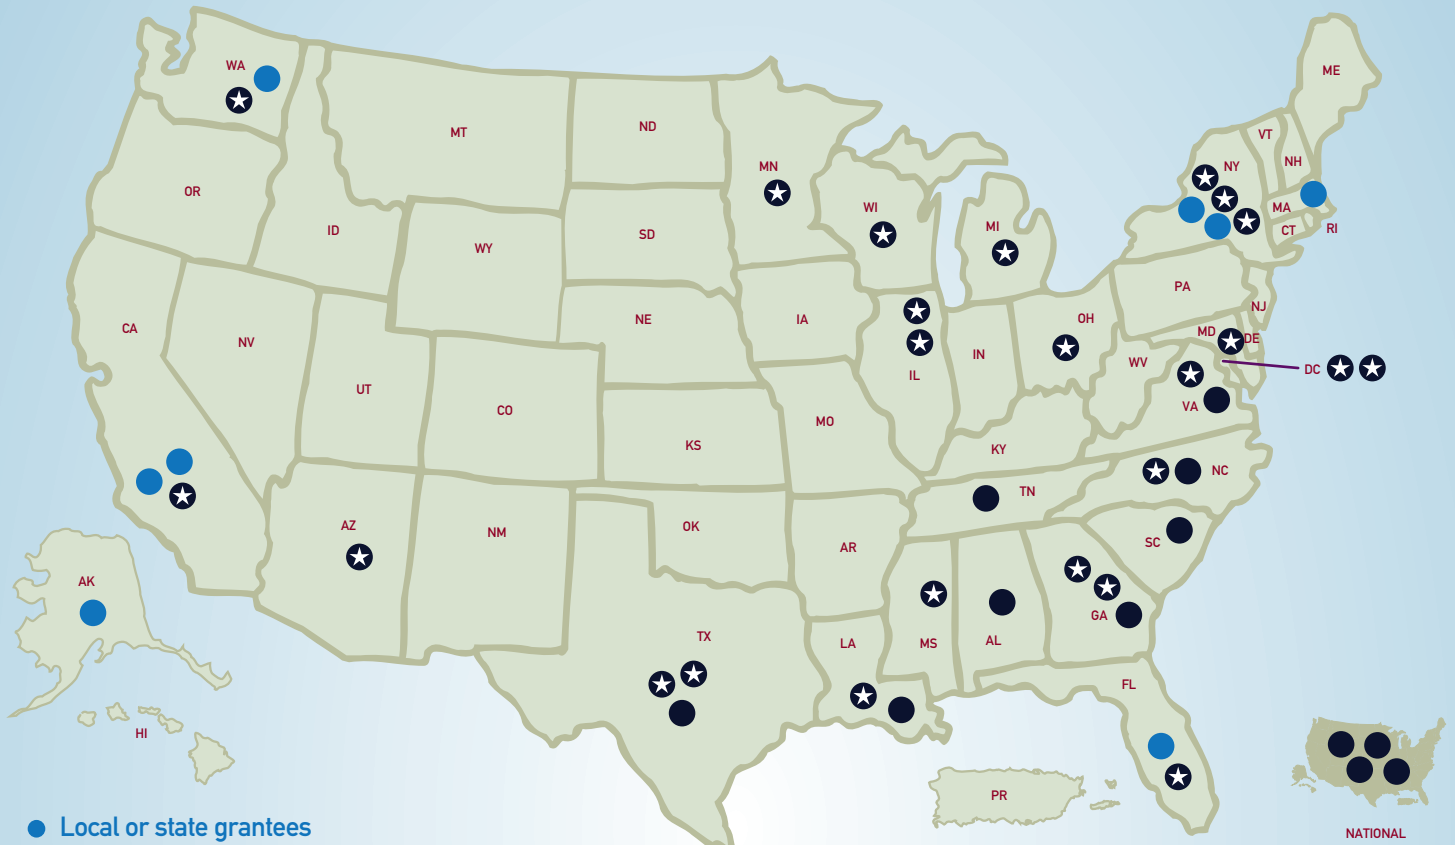 WA
ME
MT
ND
VT
NH
MN
NY
OR
MA
WI
CT
RI
MI
ID
SD
WY
PA
NJ
CA
NE
IA
OH
MD
DE
NV
IN
WV
DC
IL
UT
CO
VA
MO
KS
KY
NC
TN
AZ
NM
OK
SC
AR
AK
GA
TX
LA
MS
AL
FL
HI
PR
Local or state grantees
NATIONAL